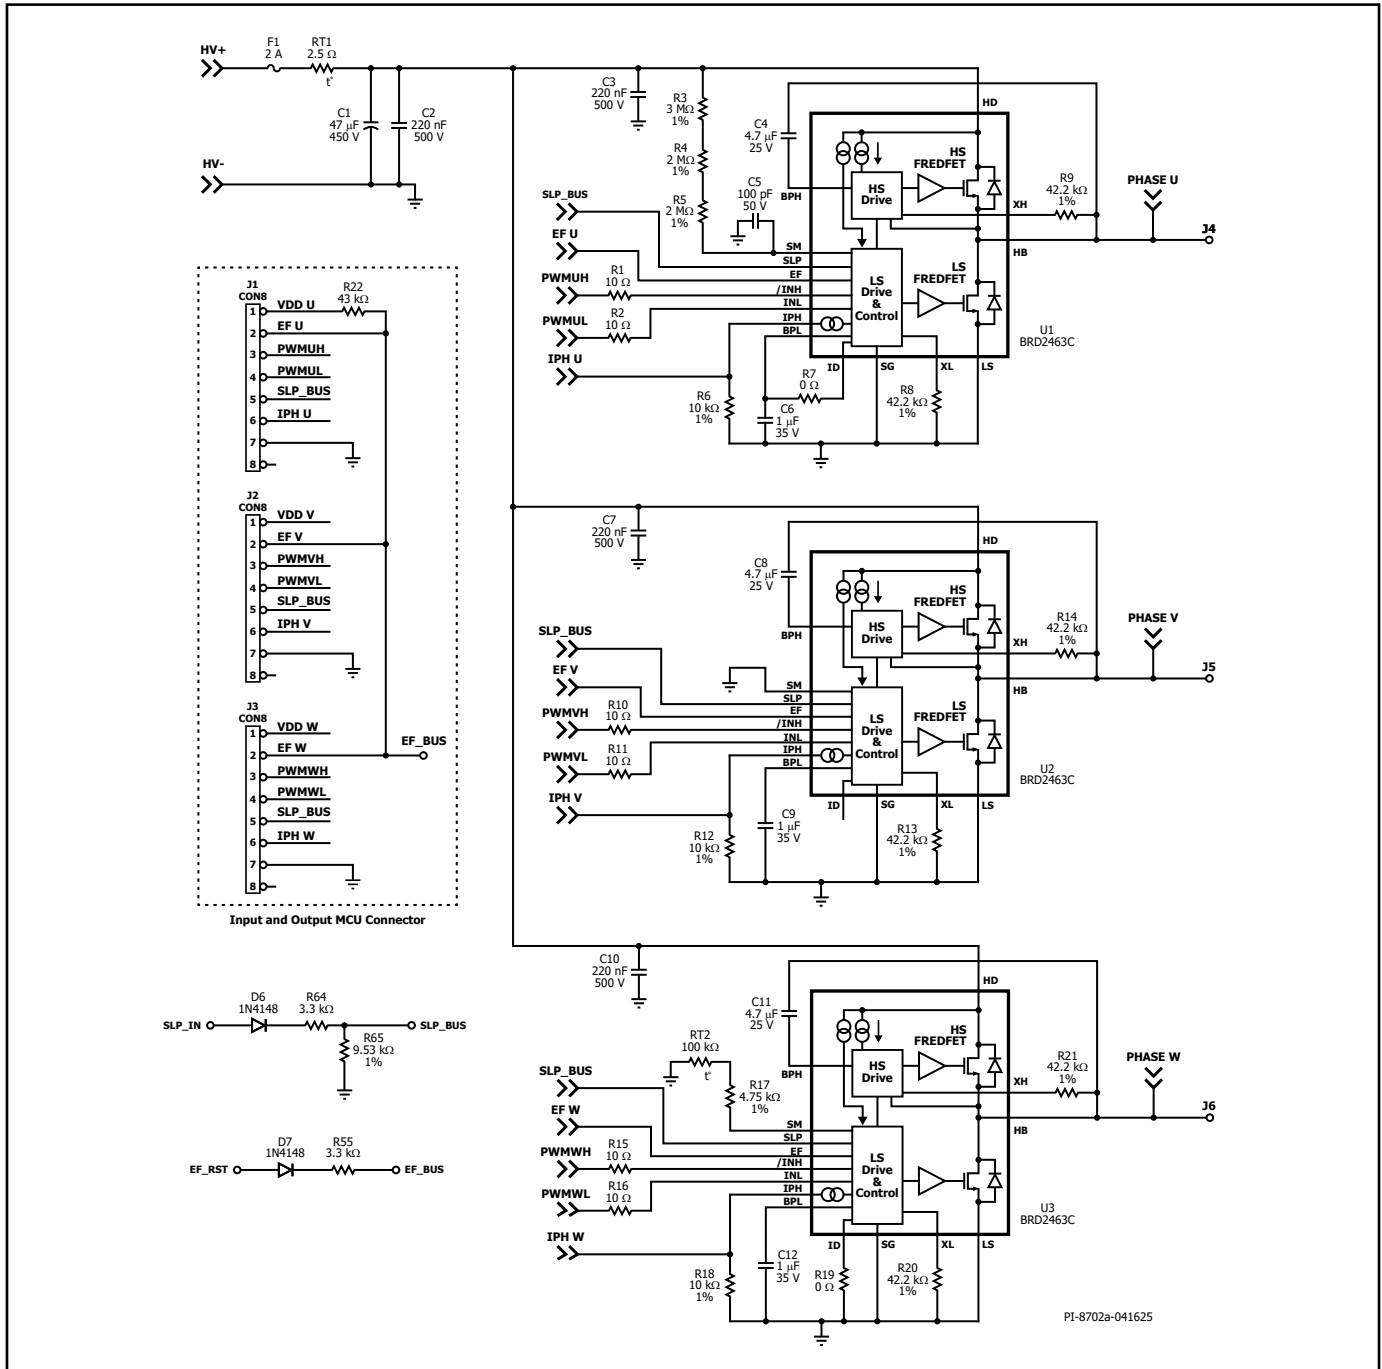 HV+
F1
2 A
RT1
2.5 Ω
t°
C1
47 µF
450 V
C2
220 nF
500 V
HV-
C3
220 nF
500 V
R3
3 MΩ
1%
R4
2 MΩ
1%
R5
2 MΩ
1%
C4
4.7 µF
25 V
C5
100 pF
50 V
SLP_BUS
EF U
PWMUH
R1
10 Ω
PWMUL
R2
10 Ω
IPH U
R6
10 kΩ
1%
C6
1 µF
35 V
R7
0 Ω
R8
42.2 kΩ
1%
HD
HS
FREDFET
HS
Drive
BPH
XH
HB
SM
SLP
EF
/INH
INL
IPH
BPL
LS
Drive
&
Control
LS
FREDFET
ID
SG
XL
LS
U1
BRD2463C
R9
42.2 kΩ
1%
PHASE U
J4
J1
CON8
1 VDD U
2 EF U
3 PWMUH
4 PWMUL
5 SLP_BUS
6 IPH U
7
8
R22
43 kΩ
J2
CON8
1 VDD V
2 EF V
3 PWMVH
4 PWMVL
5 SLP_BUS
6 IPH V
7
8
J3
CON8
1 VDD W
2 EF W
3 PWMWH
4 PWMWL
5 SLP_BUS
6 IPH W
7
8
EF_BUS
Input and Output MCU Connector
C7
220 nF
500 V
C8
4.7 µF
25 V
SLP_BUS
EF V
PWMVH
R10
10 Ω
PWMVL
R11
10 Ω
IPH V
R12
10 kΩ
1%
C9
1 µF
35 V
R13
42.2 kΩ
1%
HD
HS
FREDFET
HS
Drive
BPH
XH
HB
SM
SLP
EF
/INH
INL
IPH
BPL
LS
Drive
&
Control
LS
FREDFET
ID
SG
XL
LS
U2
BRD2463C
R14
42.2 kΩ
1%
PHASE V
J5
SLP_IN
D6
1N4148
R64
3.3 kΩ
R65
9.53 kΩ
1%
SLP_BUS
EF_RST
D7
1N4148
R55
3.3 kΩ
EF_BUS
C10
220 nF
500 V
C11
4.7 µF
25 V
RT2
100 kΩ
t°
R17
4.75 kΩ
1%
SLP_BUS
EF W
PWMWH
R15
10 Ω
PWMWL
R16
10 Ω
IPH W
R18
10 kΩ
1%
C12
1 µF
35 V
R19
0 Ω
R20
42.2 kΩ
1%
HD
HS
FREDFET
HS
Drive
BPH
XH
HB
SM
SLP
EF
/INH
INL
IPH
BPL
LS
Drive
&
Control
LS
FREDFET
ID
SG
XL
LS
U3
BRD2463C
R21
42.2 kΩ
1%
PHASE W
J6
PI-8702a-041625